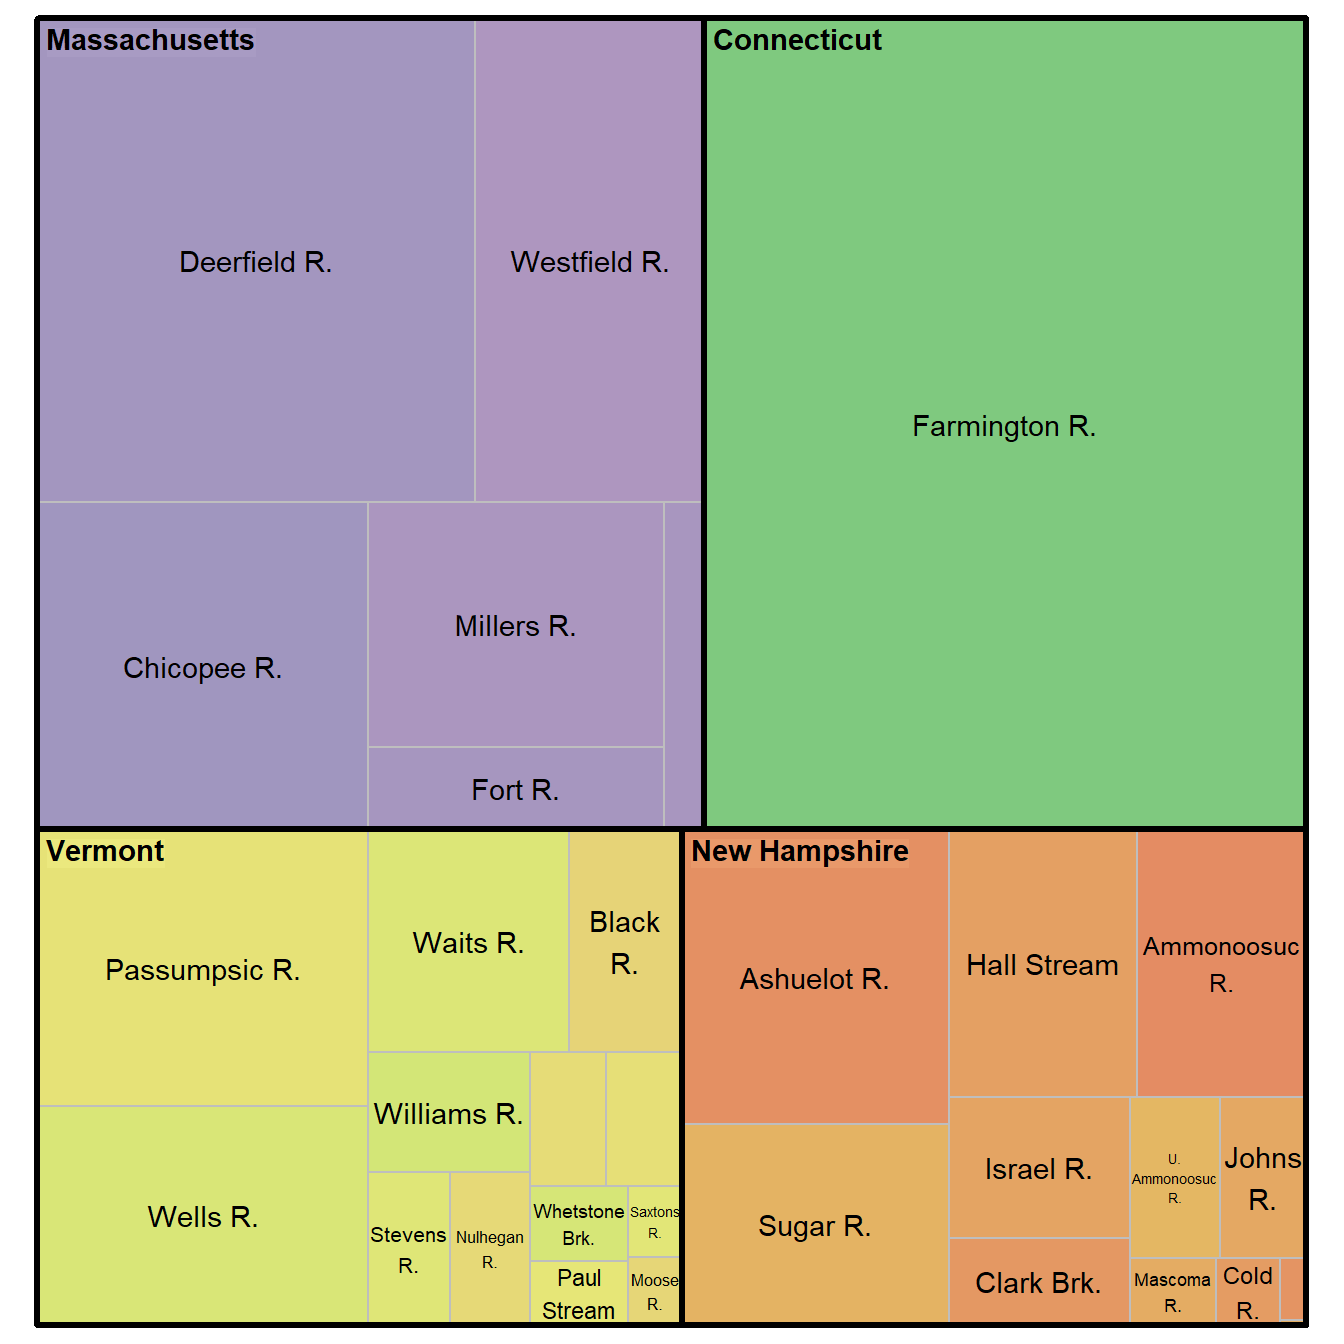 Massachusetts
Deerfield R.
Westfield R.
Chicopee R.
Millers R.
Fort R.
Connecticut
Farmington R.
Vermont
Passumpsic R.
Waits R.
Black
R.
Wells R.
Williams R.
Stevens
R.
Nulhegan
R.
Whetstone
Brk.
Saxtons
R.
Paul
Stream
Moose
R.
New Hampshire
Ashuelot R.
Hall Stream
Ammonoosuc
R.
Sugar R.
Israel R.
U.
Ammonoosuc
R.
Johns
R.
Clark Brk.
Mascoma
R.
Cold
R.